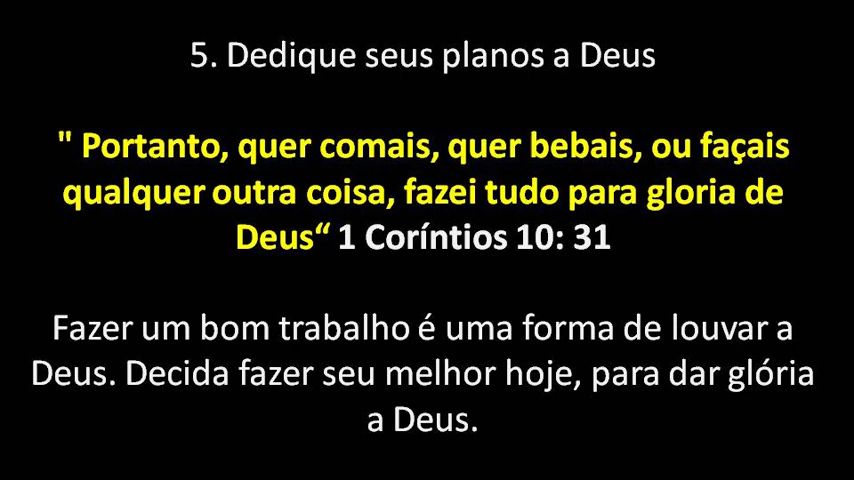 5. Dedique seus planos a Deus
" Portanto, quer comais, quer bebais, ou façais
qualquer outra coisa, fazei tudo para gloria de
Deus“ 1 Coríntios 10: 31
Fazer um bom trabalho é uma forma de louvar a
Deus. Decida fazer seu melhor hoje, para dar glória
a Deus.